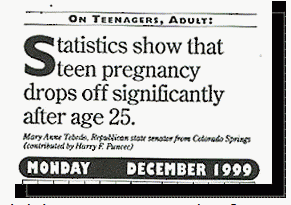 ON TEENAGERS, ADULT:
Statistics show that
teen pregnancy
drops off significantly
after age 25.
Mary Anne Tebedo, Republican state senator from Colorado Springs
(contributed by Harry F. Puncec)
MONDAY DECEMBER 1999